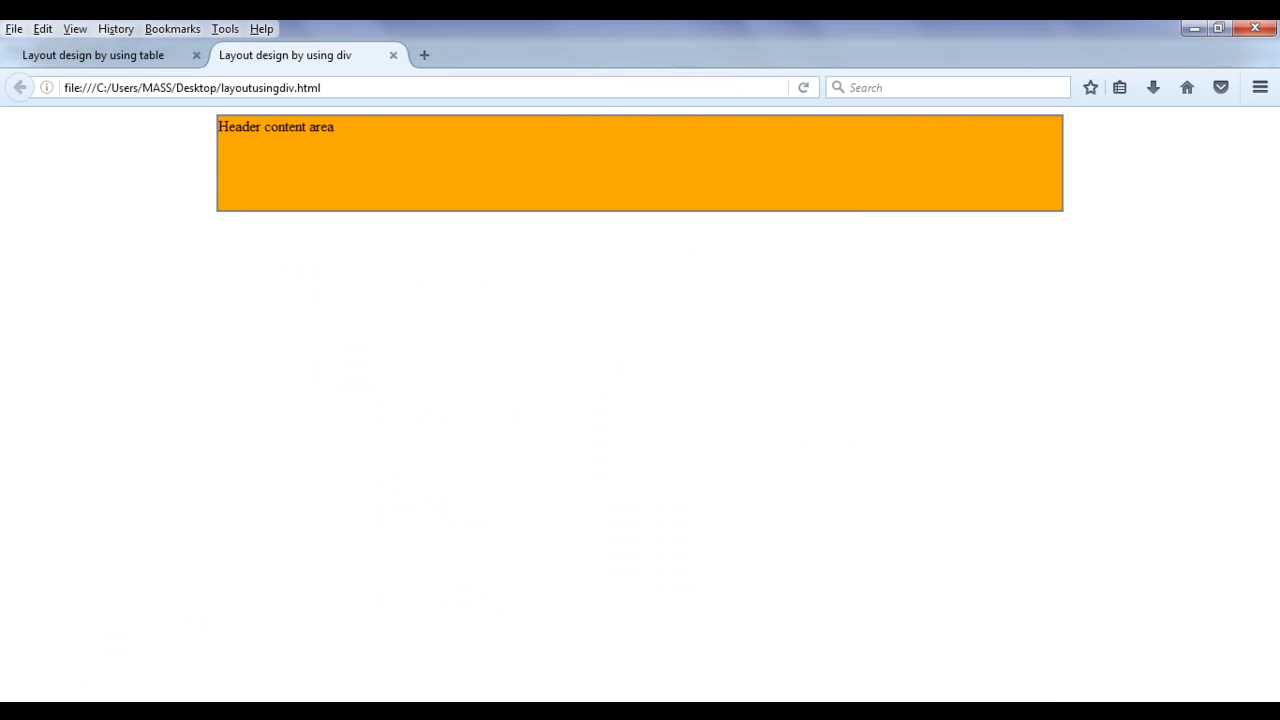 File Edit View History Bookmarks Tools Help
Layout design by using table Layout design by using div
file:///C:/Users/MASS/Desktop/layoutusingdiv.html Search
Header content area